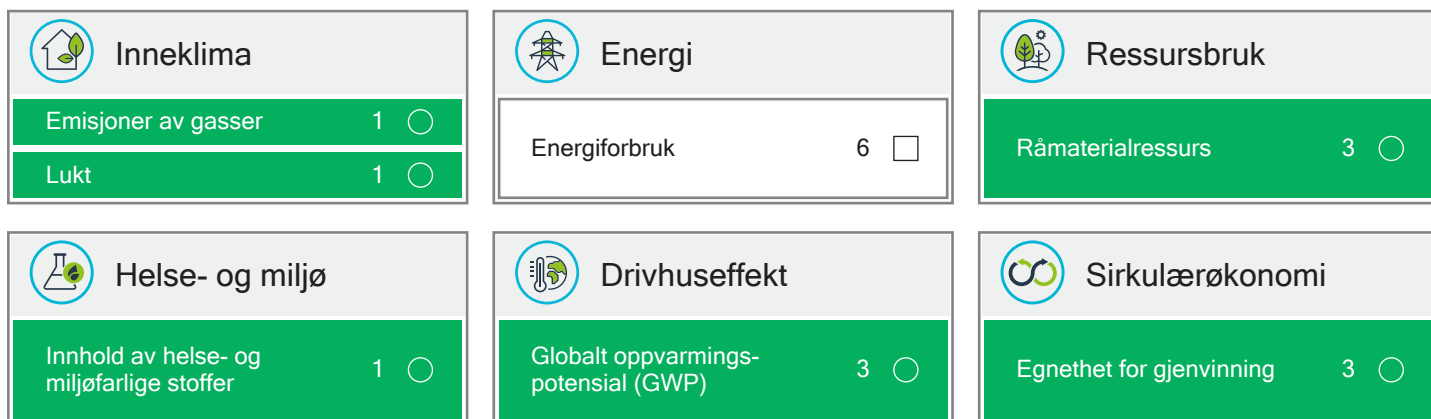 Inneklima
Emisjoner av gasser 1
Lukt 1
Energi
Energiforbruk 6
Ressursbruk
Råmaterialressurs 3
Helse- og miljø
Innhold av helse- og
miljøfarlige stoffer 1
Drivhuseffekt
Globalt oppvarmings-
potensial (GWP) 3
Sirkulærøkonomi
Egnethet for gjenvinning 3